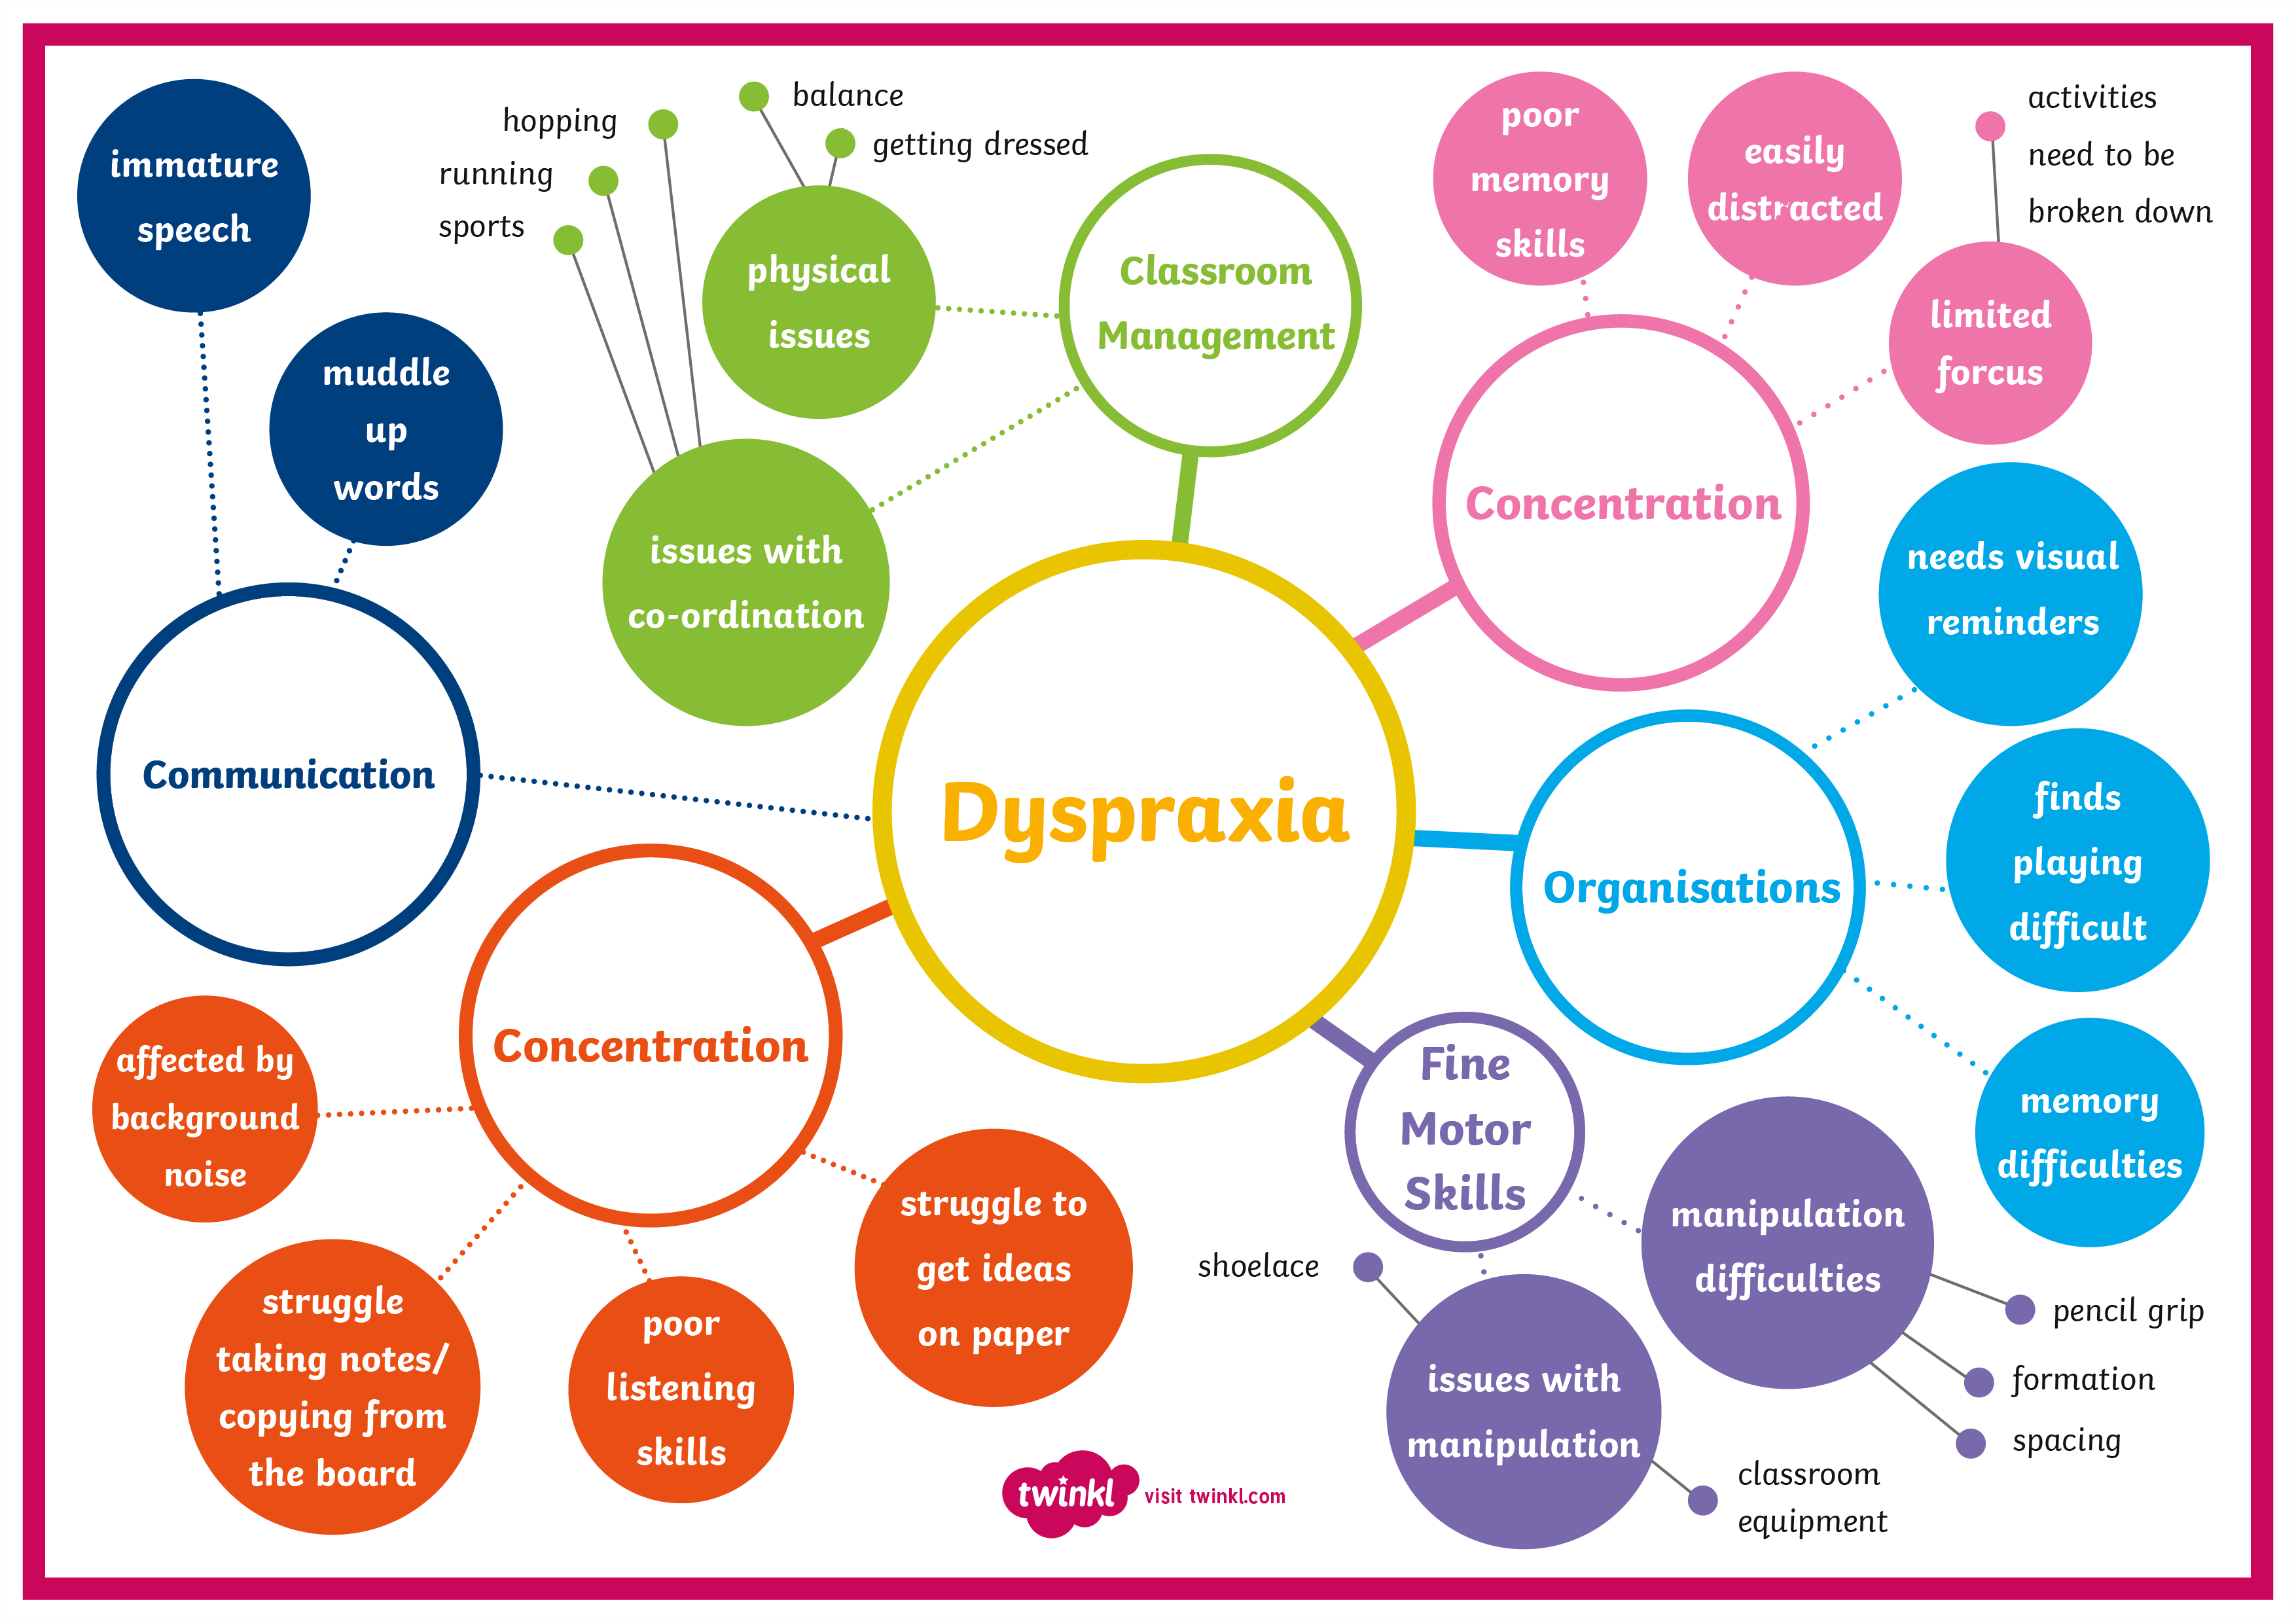 immature
speech
muddle
up
words
Communication
hopping
running
sports
balance
getting dressed
physical
issues
issues with
co-ordination
Classroom
Management
poor
memory
skills
easily
distracted
activities
need to be
broken down
limited
forcus
Concentration
needs visual
reminders
finds
playing
difficult
memory
difficulties
Organisations
Dyspraxia
Concentration
affected by
background
noise
struggle
taking notes/
copying from
the board
poor
listening
skills
struggle to
get ideas
on paper
Fine
Motor
Skills
manipulation
difficulties
pencil grip
formation
spacing
shoelace
issues with
manipulation
classroom
equipment
twinkl
visit twinkl.com